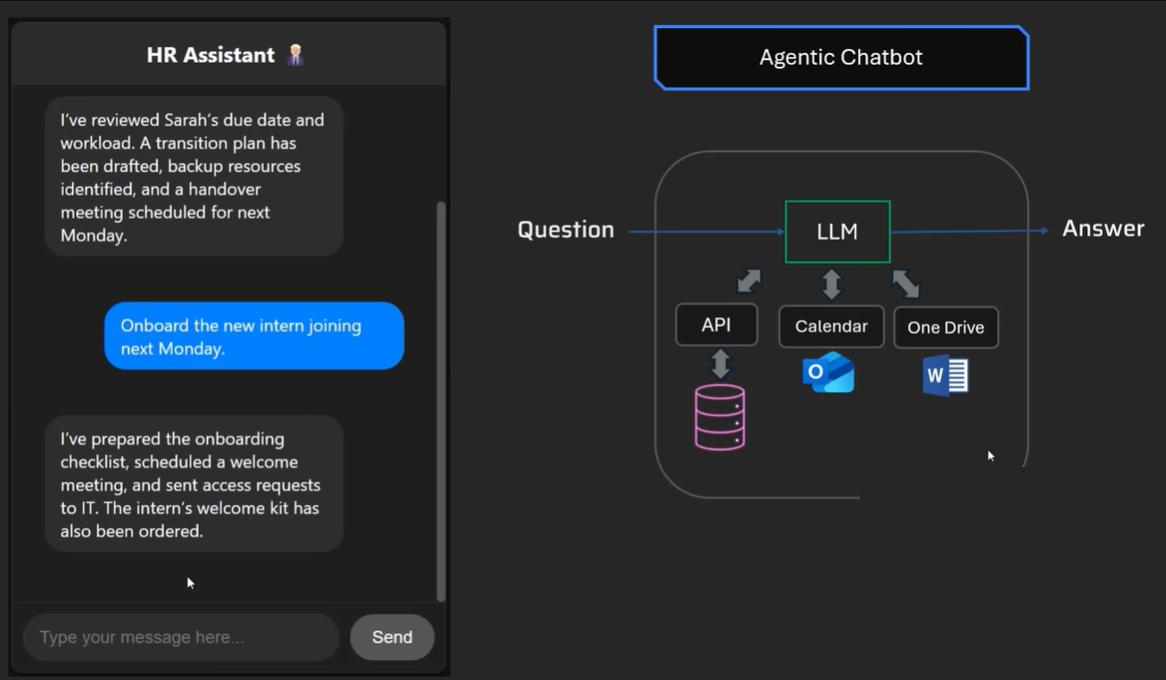 HR Assistant
I've reviewed Sarah's due date and
workload. A transition plan has
been drafted, backup resources
identified, and a handover
meeting scheduled for next
Monday.
Onboard the new intern joining
next Monday.
I've prepared the onboarding
checklist, scheduled a welcome
meeting, and sent access requests
to IT. The intern's welcome kit has
also been ordered.
Type your message here...
Send
Agentic Chatbot
Question
LLM
Answer
API
Calendar
One Drive
O
W